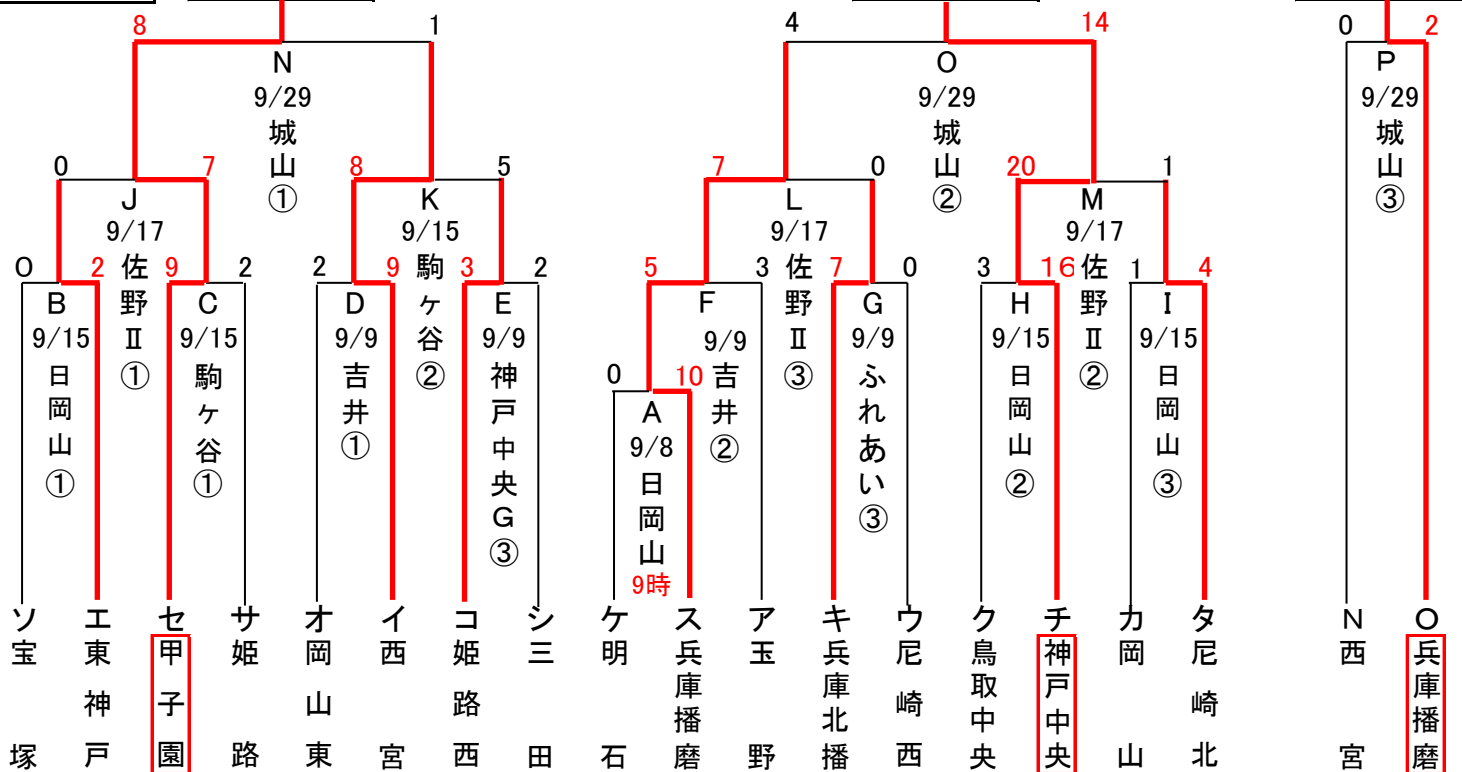 8 1 4 14 0 2
N O P
9/29 9/29 9/29
城山① 城山② 城山③
0 7 8 5 7 0 20 1
J K L M
9/17 9/15 9/17 9/17
佐野Ⅱ① 駒ヶ谷② 佐野Ⅱ③ 佐野Ⅱ②
0 2 9 2 2 9 3 2 5 3 7 0 3 16 1 4
B C D E F G H I
9/15 9/15 9/9 9/9 9/9 9/9 9/15 9/15
日岡山① 駒ヶ谷① 吉井① 神戸中央G③ 吉井② ふれあい③ 日岡山② 日岡山③
0 10
A
9/8
日岡山
9時
ソ エ セ サ オ イ コ シ ケ ス ア キ ウ ク チ カ タ N O
宝塚
東神戸
甲子園
姫路
岡山東
西宮
姫路西
三田
明石
兵庫播磨
玉野
兵庫北播
尼崎西
鳥取中央
神戸中央
岡山
尼崎北
西宮
兵庫播磨